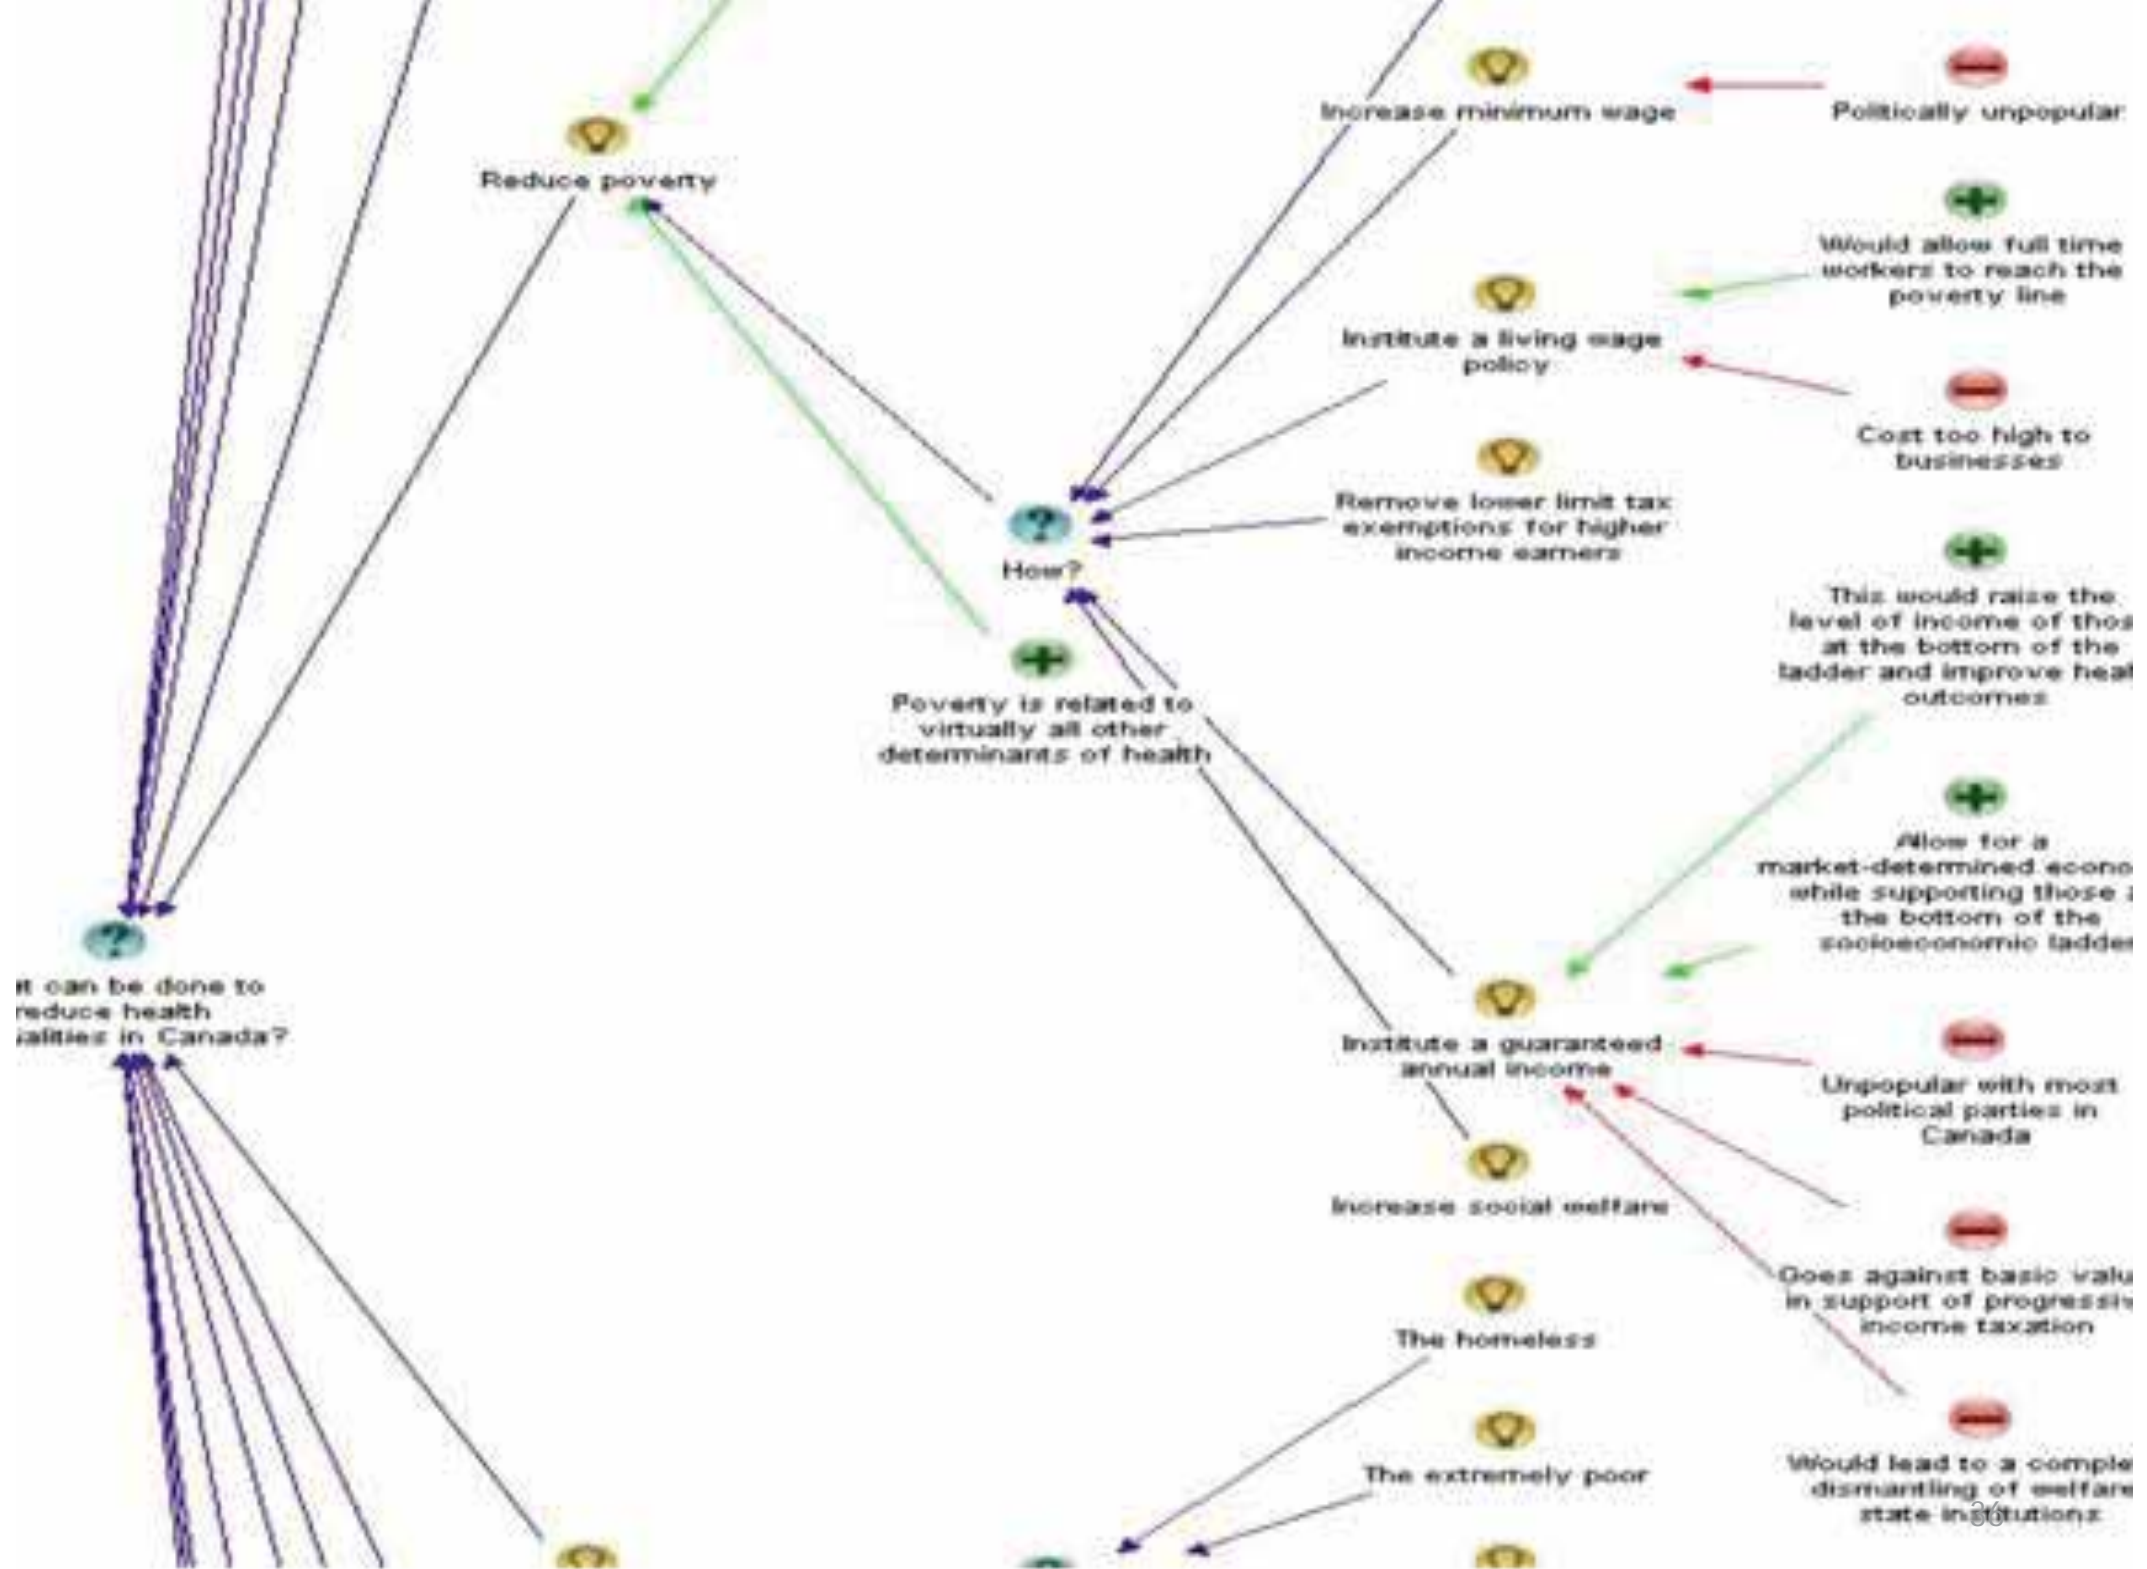 Increase minimum wage
Politically unpopular
Reduce poverty
Would allow full time
workers to reach the
poverty line
Institute a living wage
policy
Cost too high to
businesses
Remove lower limit tax
exemptions for higher
income earners
How?
This would raise the
level of income of thos
at the bottom of the
ladder and improve heal
outcomes
Poverty is related to
virtually all other
determinants of health
Allow for a
market-determined econo
while supporting those a
the bottom of the
socioeconomic ladder
t can be done to
reduce health
alities in Canada?
Institute a guaranteed
annual income
Unpopular with most
political parties in
Canada
Increase social welfare
Goes against basic valu
in support of progressiv
income taxation
The homeless
The extremely poor
Would lead to a comple
dismantling of welfare
state institutions
36